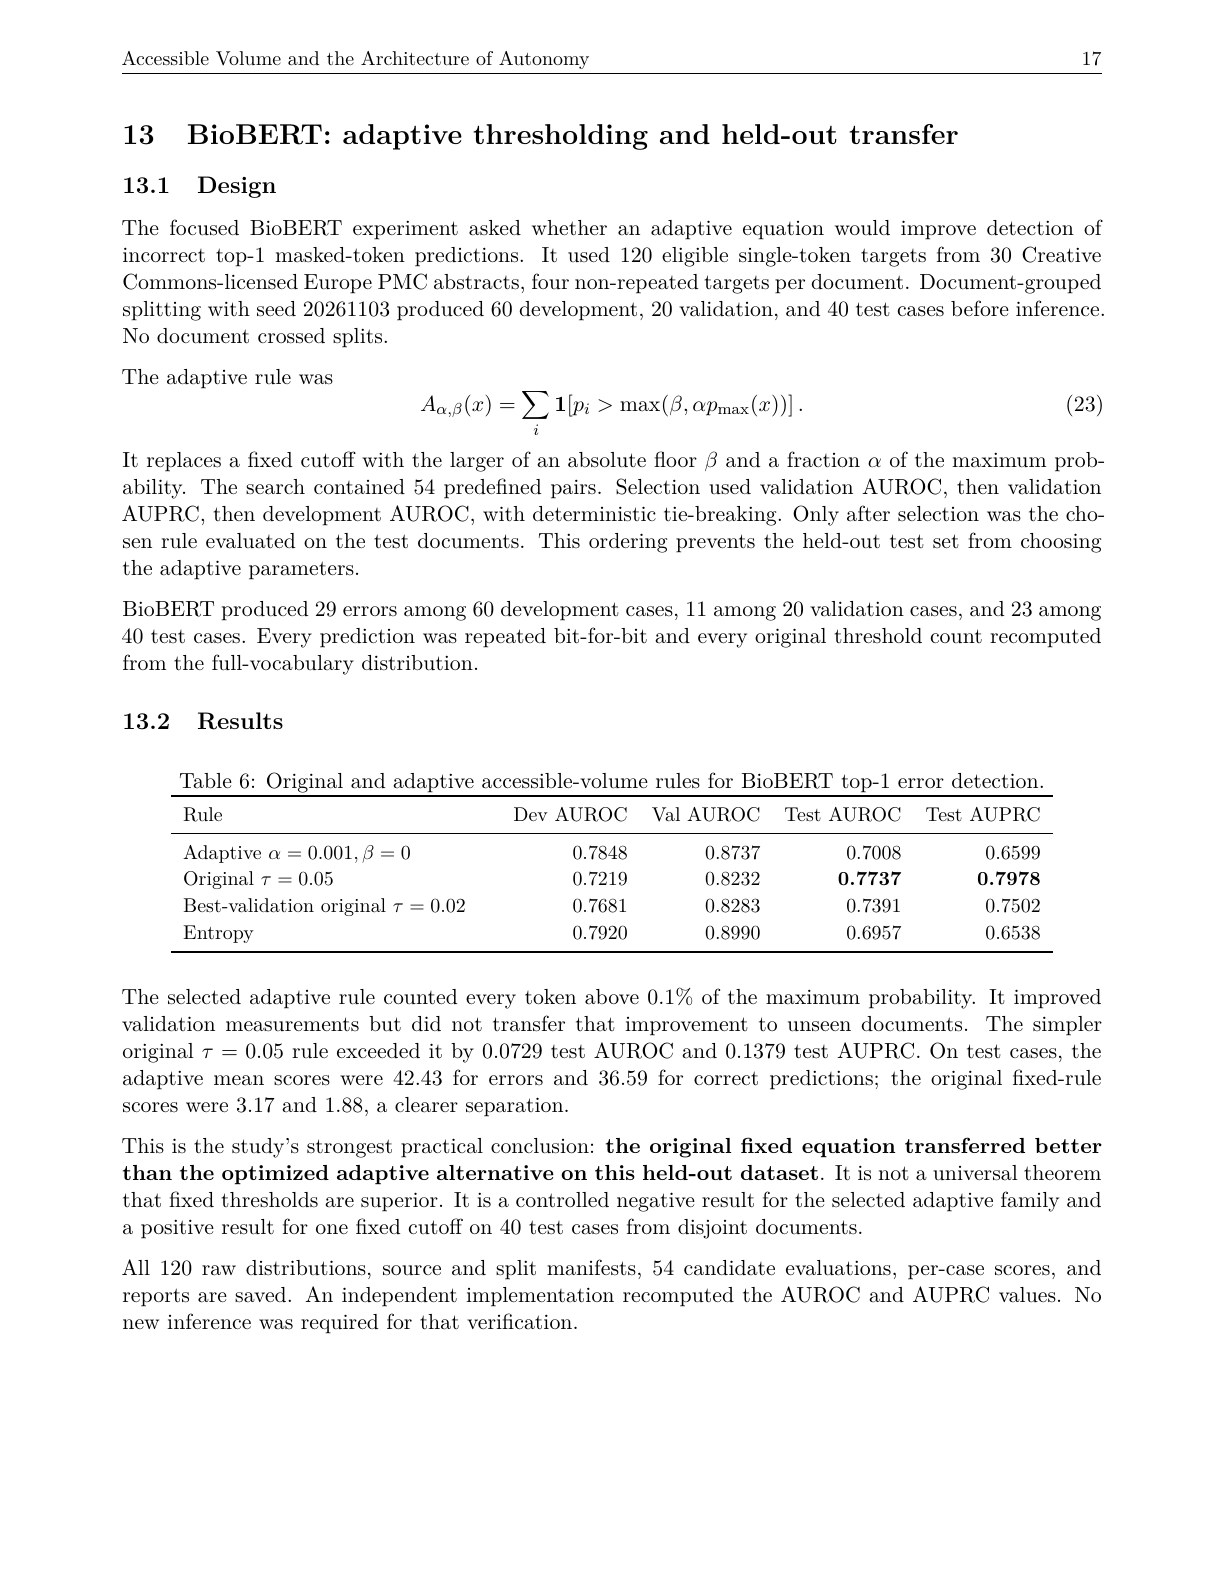 Accessible Volume and the Architecture of Autonomy 17
13 BioBERT: adaptive thresholding and held-out transfer
13.1 Design
The focused BioBERT experiment asked whether an adaptive equation would improve detection of
incorrect top-1 masked-token predictions. It used 120 eligible single-token targets from 30 Creative
Commons-licensed Europe PMC abstracts, four non-repeated targets per document. Document-grouped
splitting with seed 20261103 produced 60 development, 20 validation, and 40 test cases before inference.
No document crossed splits.
The adaptive rule was
A_{α,β}(x) = ∑_i 1[p_i > max(β, αp_max(x))] . (23)
It replaces a fixed cutoff with the larger of an absolute floor β and a fraction α of the maximum prob-
ability. The search contained 54 predefined pairs. Selection used validation AUROC, then validation
AUPRC, then development AUROC, with deterministic tie-breaking. Only after selection was the cho-
sen rule evaluated on the test documents. This ordering prevents the held-out test set from choosing
the adaptive parameters.
BioBERT produced 29 errors among 60 development cases, 11 among 20 validation cases, and 23 among
40 test cases. Every prediction was repeated bit-for-bit and every original threshold count recomputed
from the full-vocabulary distribution.
13.2 Results
Table 6: Original and adaptive accessible-volume rules for BioBERT top-1 error detection.
Rule Dev AUROC Val AUROC Test AUROC Test AUPRC
Adaptive α = 0.001, β = 0 0.7848 0.8737 0.7008 0.6599
Original τ = 0.05 0.7219 0.8232 0.7737 0.7978
Best-validation original τ = 0.02 0.7681 0.8283 0.7391 0.7502
Entropy 0.7920 0.8990 0.6957 0.6538
The selected adaptive rule counted every token above 0.1% of the maximum probability. It improved
validation measurements but did not transfer that improvement to unseen documents. The simpler
original τ = 0.05 rule exceeded it by 0.0729 test AUROC and 0.1379 test AUPRC. On test cases, the
adaptive mean scores were 42.43 for errors and 36.59 for correct predictions; the original fixed-rule
scores were 3.17 and 1.88, a clearer separation.
This is the study's strongest practical conclusion: the original fixed equation transferred better
than the optimized adaptive alternative on this held-out dataset. It is not a universal theorem
that fixed thresholds are superior. It is a controlled negative result for the selected adaptive family and
a positive result for one fixed cutoff on 40 test cases from disjoint documents.
All 120 raw distributions, source and split manifests, 54 candidate evaluations, per-case scores, and
reports are saved. An independent implementation recomputed the AUROC and AUPRC values. No
new inference was required for that verification.